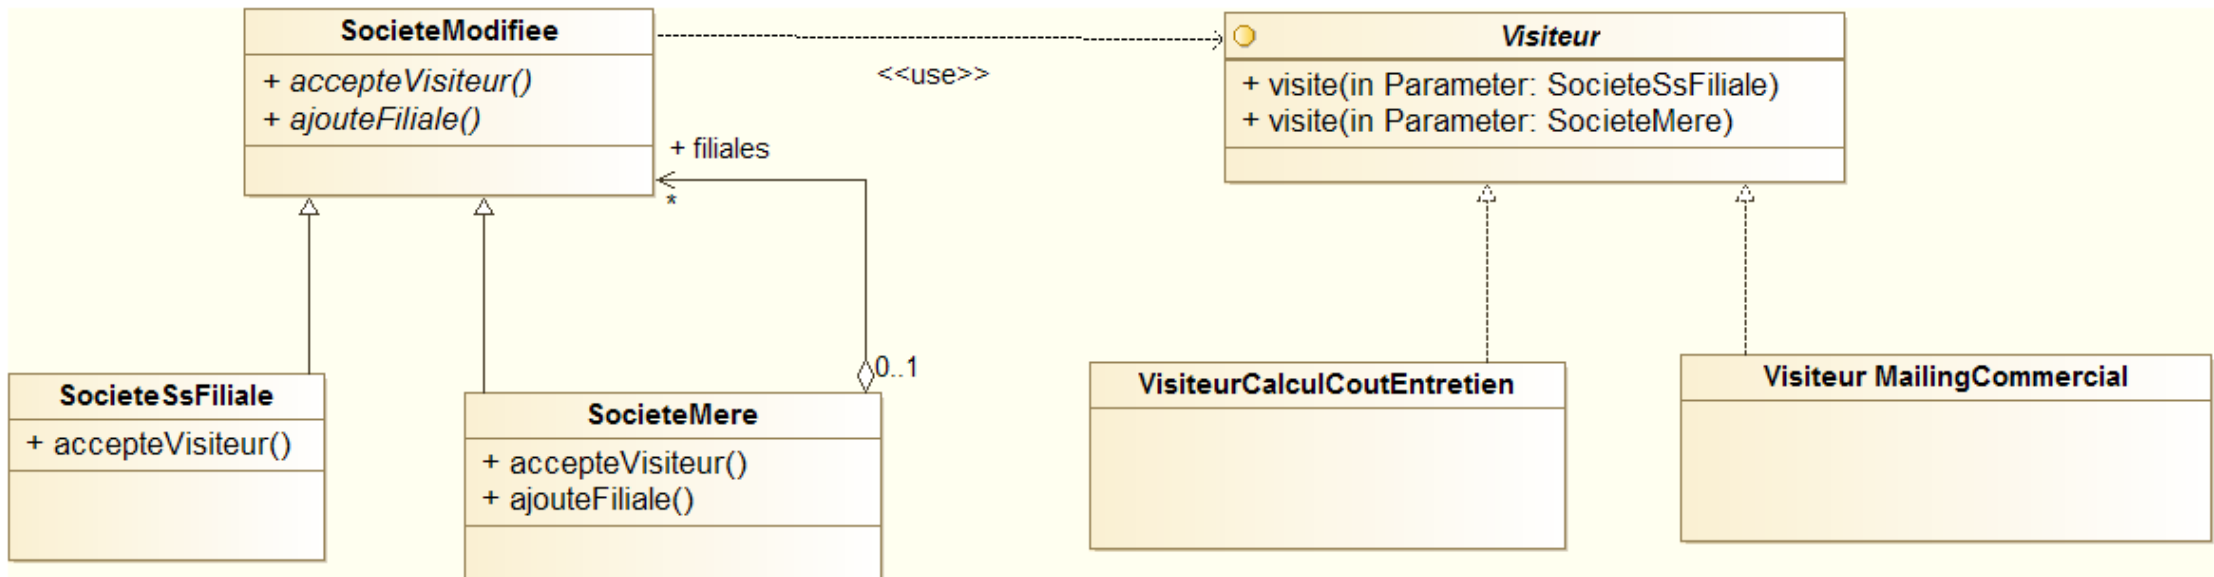 SocieteModifiee
+ accepteVisiteur()
+ ajouteFiliale()
<<use>>
Visiteur
+ visite(in Parameter: SocieteSsFiliale)
+ visite(in Parameter: SocieteMere)
+ filiales
*
0..1
SocieteSsFiliale
+ accepteVisiteur()
SocieteMere
+ accepteVisiteur()
+ ajouteFiliale()
VisiteurCalculCoutEntretien
Visiteur MailingCommercial